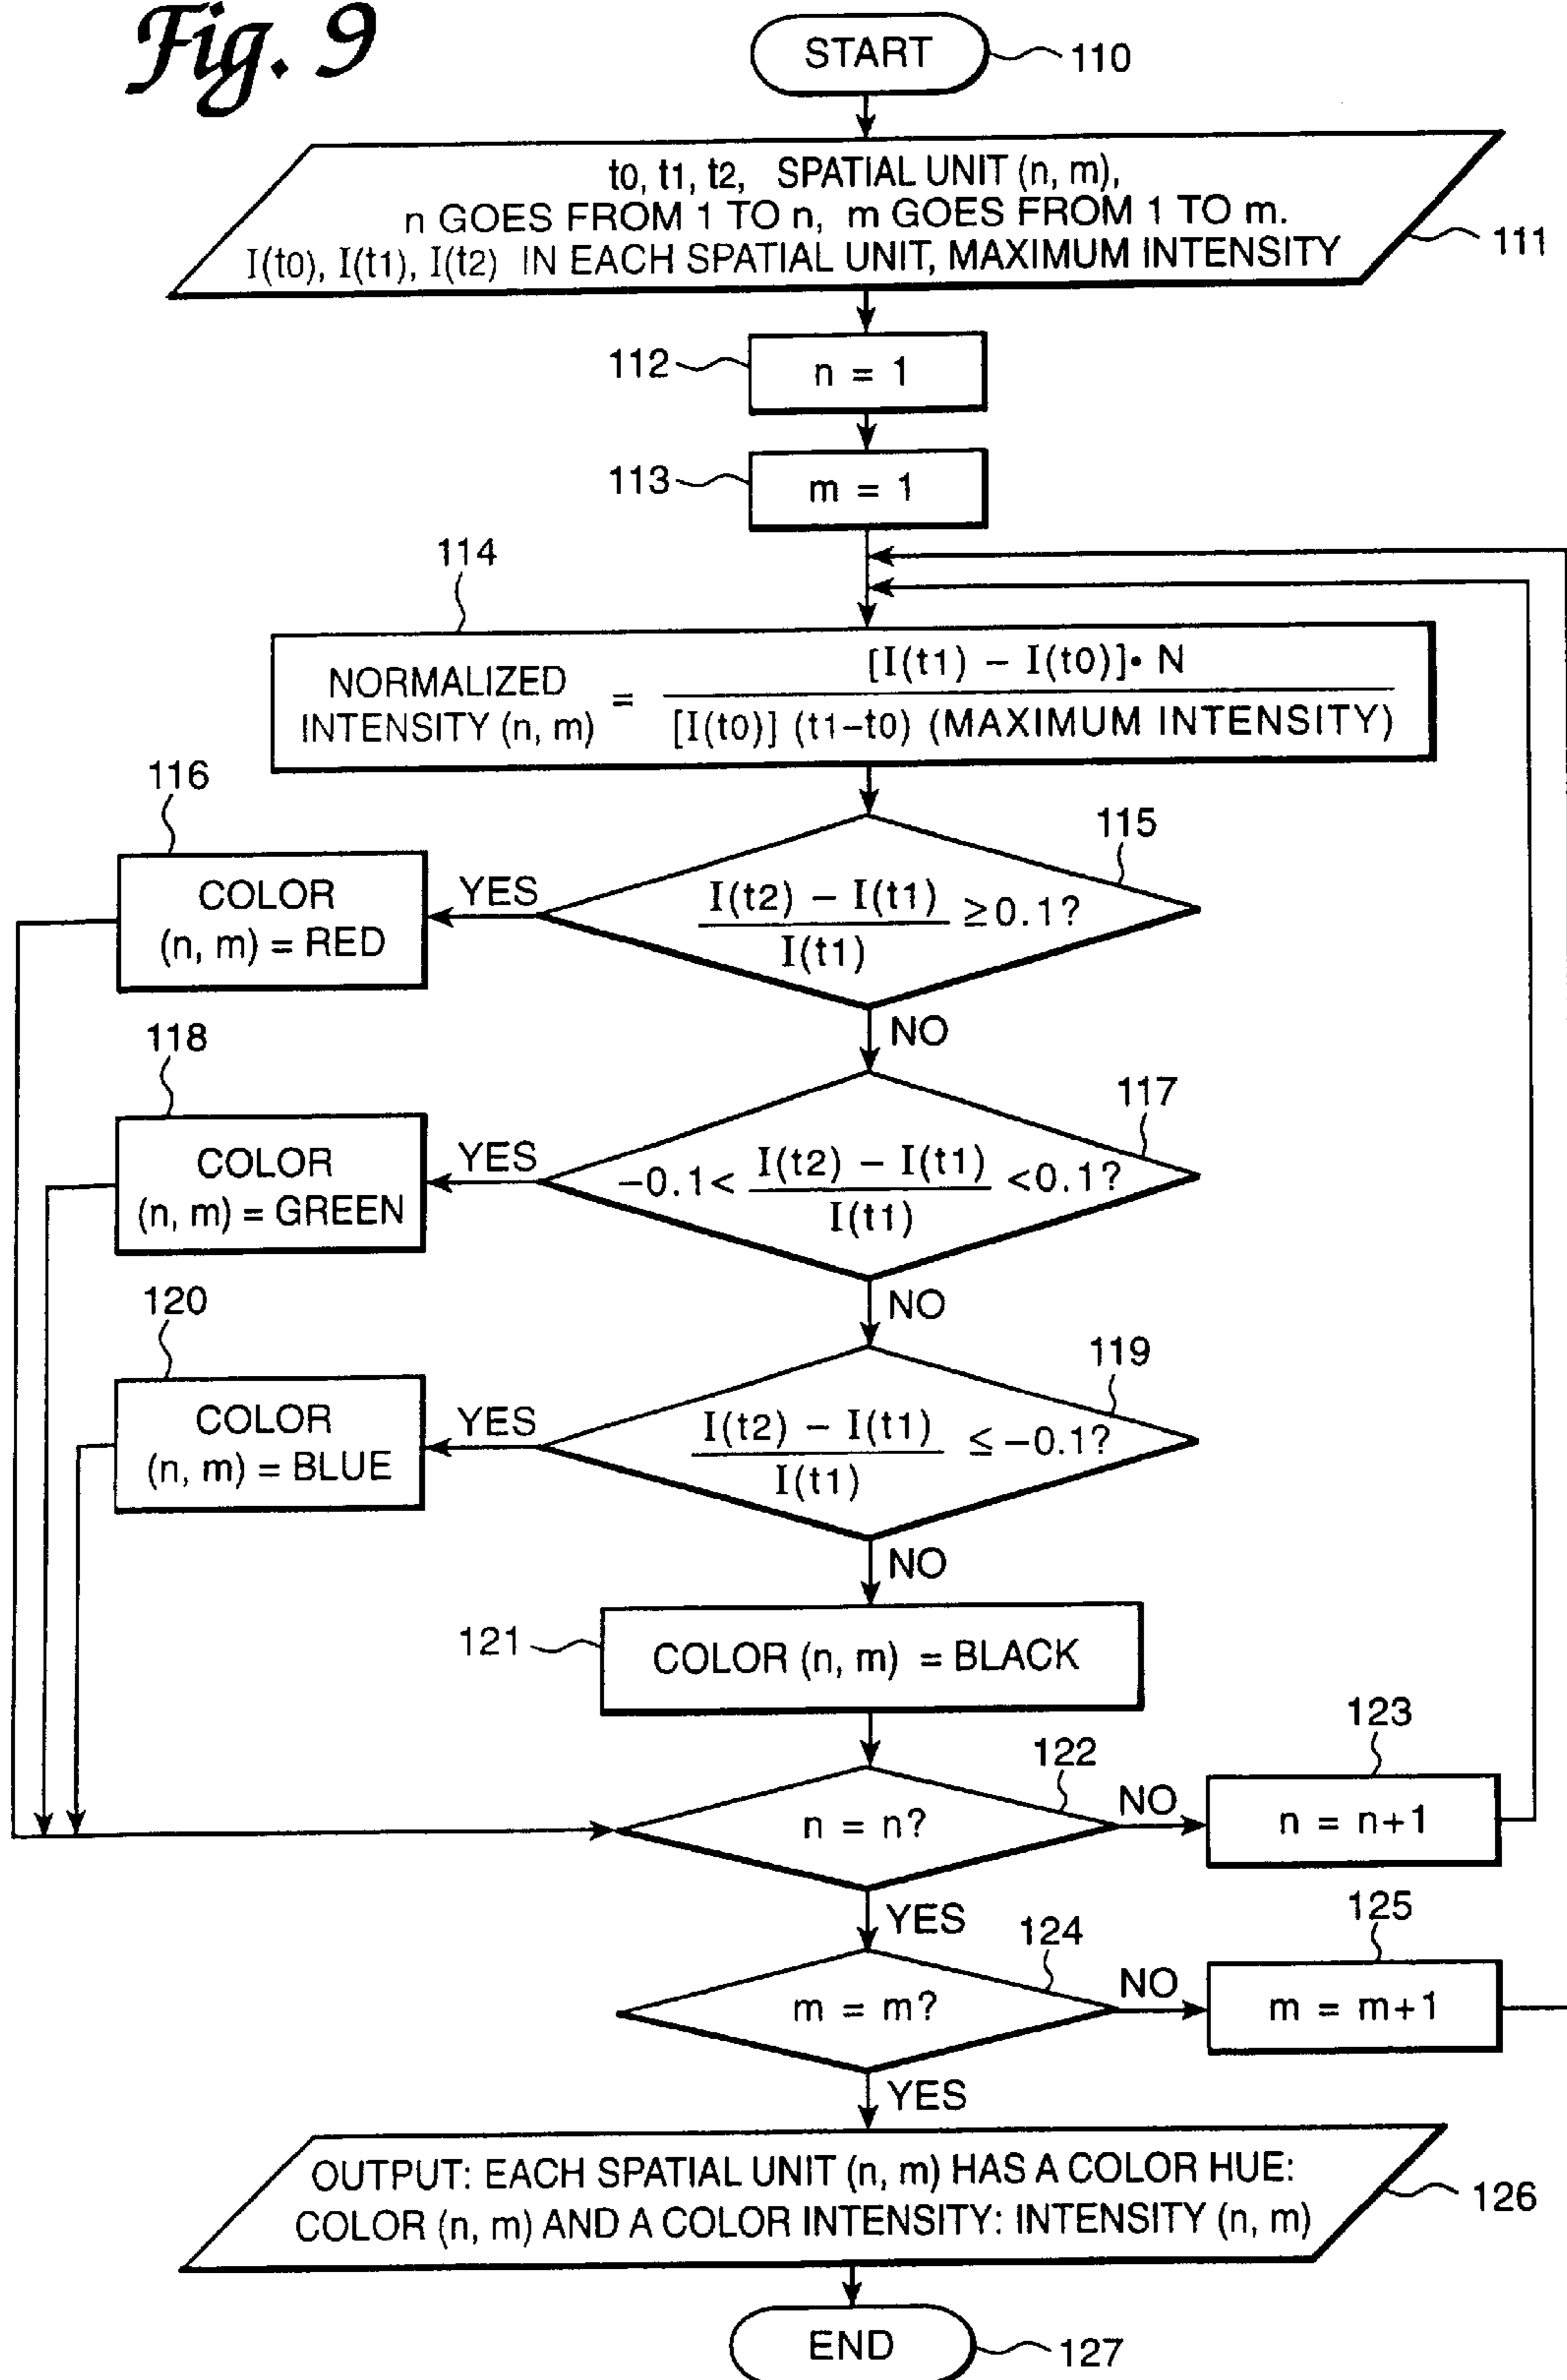 Fig. 9
START
110
t0, t1, t2, SPATIAL UNIT (n, m),
n GOES FROM 1 TO n, m GOES FROM 1 TO m.
I(t0), I(t1), I(t2) IN EACH SPATIAL UNIT, MAXIMUM INTENSITY
111
112
n = 1
113
m = 1
114
NORMALIZED
INTENSITY (n, m)
=
[I(t1) – I(t0)]• N
[I(t0)] (t1–t0) (MAXIMUM INTENSITY)
116
115
COLOR
(n, m) = RED
YES
I(t2) – I(t1)
I(t1)
≥0.1?
NO
118
117
COLOR
(n, m) = GREEN
YES
–0.1<
I(t2) – I(t1)
I(t1)
<0.1?
NO
120
119
COLOR
(n, m) = BLUE
YES
I(t2) – I(t1)
I(t1)
≤ –0.1?
NO
121
COLOR (n, m) = BLACK
122
123
n = n?
NO
n = n+1
YES
124
125
m = m?
NO
m = m+1
YES
OUTPUT: EACH SPATIAL UNIT (n, m) HAS A COLOR HUE:
COLOR (n, m) AND A COLOR INTENSITY: INTENSITY (n, m)
126
END
127